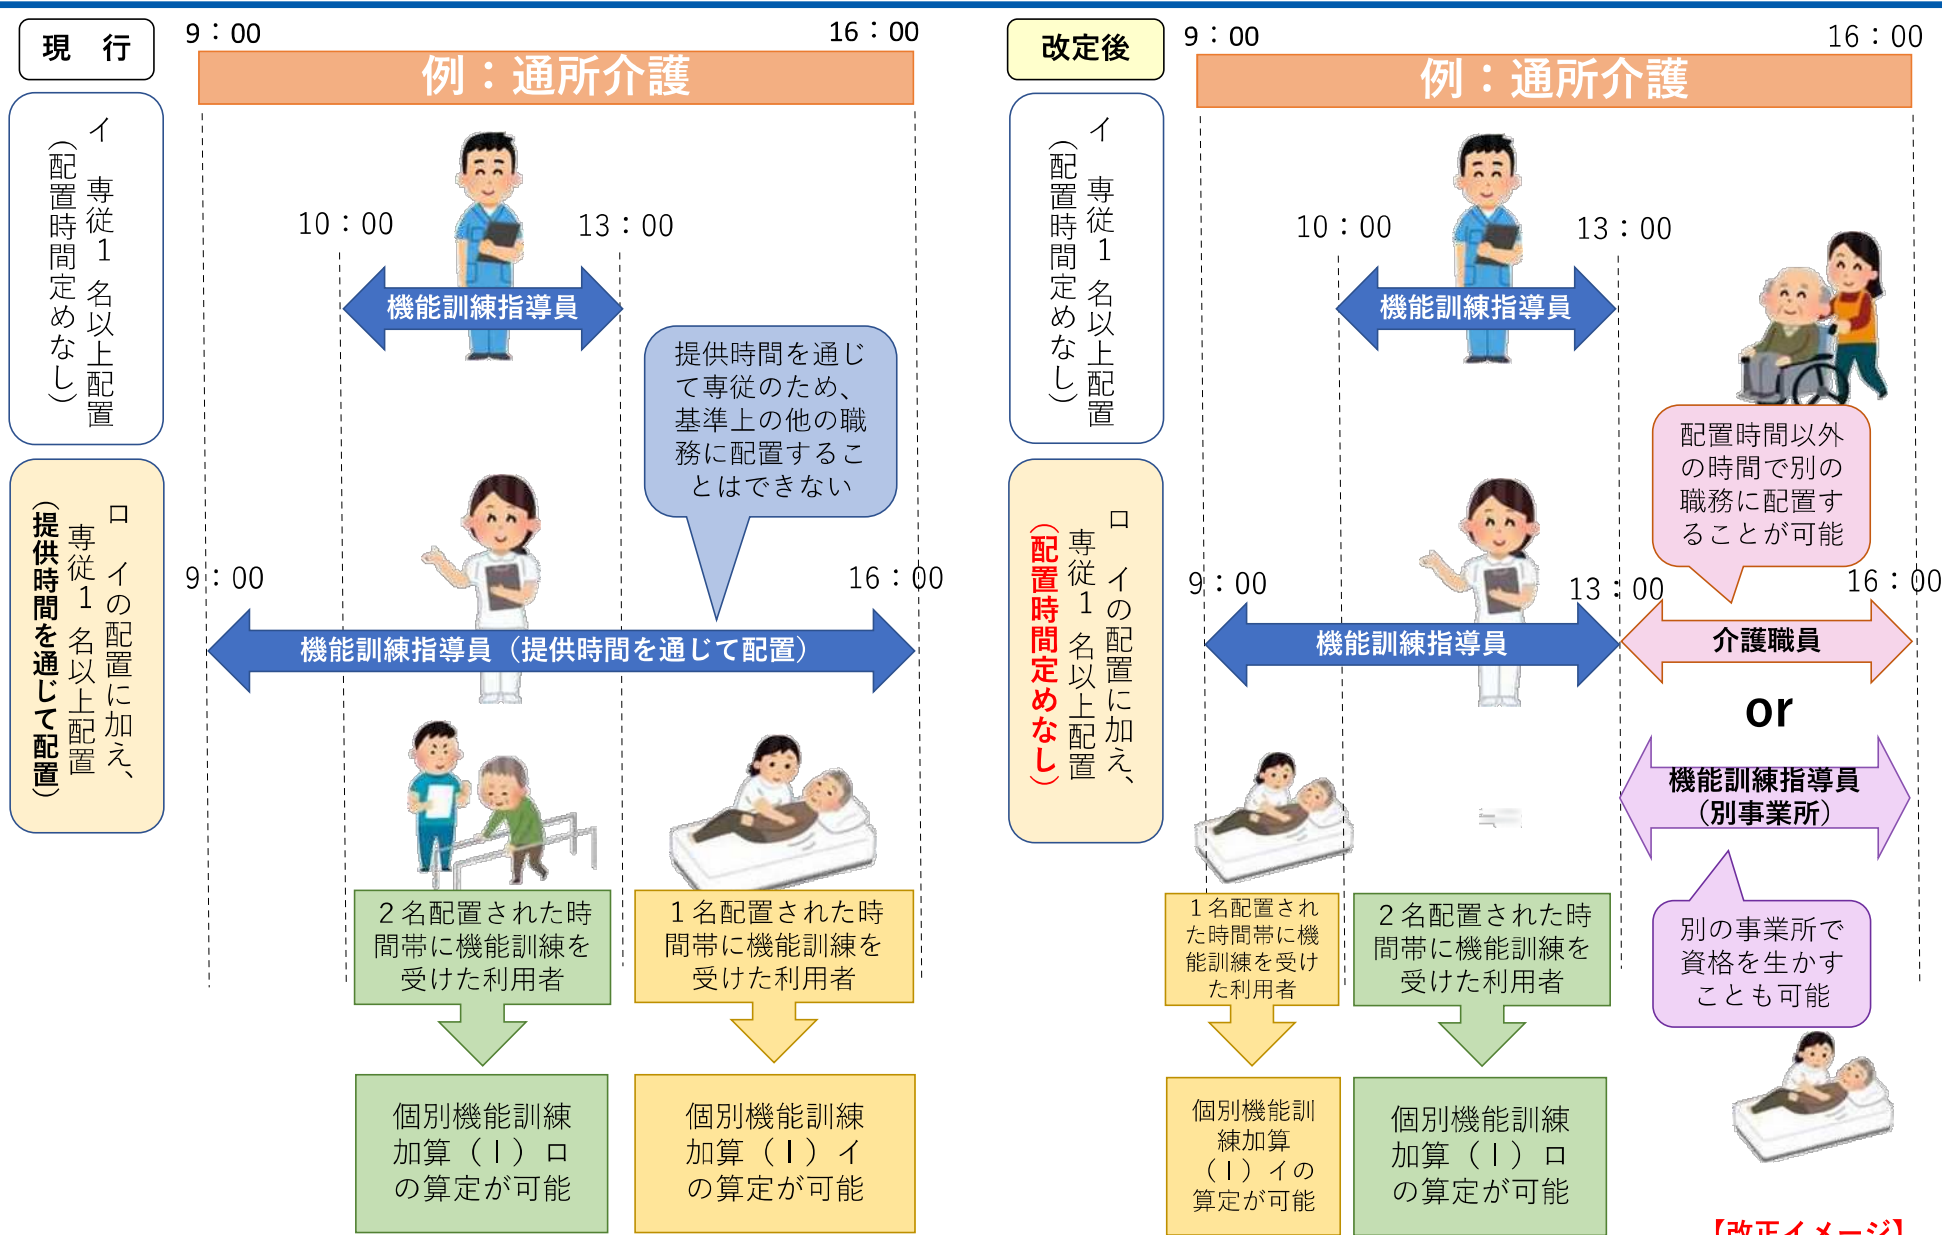 現　行
9：00
16：00
例：通所介護
イ　専従１名以上配置
（配置時間定めなし）
10：00
13：00
機能訓練指導員
提供時間を通じ
て専従のため、
基準上の他の職
務に配置するこ
とはできない
ロ　イの配置に加え、
専従１名以上配置
（提供時間を通じて配置）
9：00
16：00
機能訓練指導員（提供時間を通じて配置）
２名配置された時
間帯に機能訓練を
受けた利用者
１名配置された時
間帯に機能訓練を
受けた利用者
個別機能訓練
加算（Ⅰ）ロ
の算定が可能
個別機能訓練
加算（Ⅰ）イ
の算定が可能
改定後
9：00
16：00
例：通所介護
イ　専従１名以上配置
（配置時間定めなし）
10：00
13：00
機能訓練指導員
配置時間以外
の時間で別の
職務に配置す
ることが可能
ロ　イの配置に加え、
専従１名以上配置
（配置時間定めなし）
9：00
13：00
16：00
機能訓練指導員
介護職員
or
機能訓練指導員
（別事業所）
別の事業所で
資格を生かす
ことも可能
１名配置され
た時間帯に機
能訓練を受け
た利用者
２名配置された時
間帯に機能訓練を
受けた利用者
個別機能訓
練加算
（Ⅰ）イの
算定が可能
個別機能訓練
加算（Ⅰ）ロ
の算定が可能
【改正イメージ】